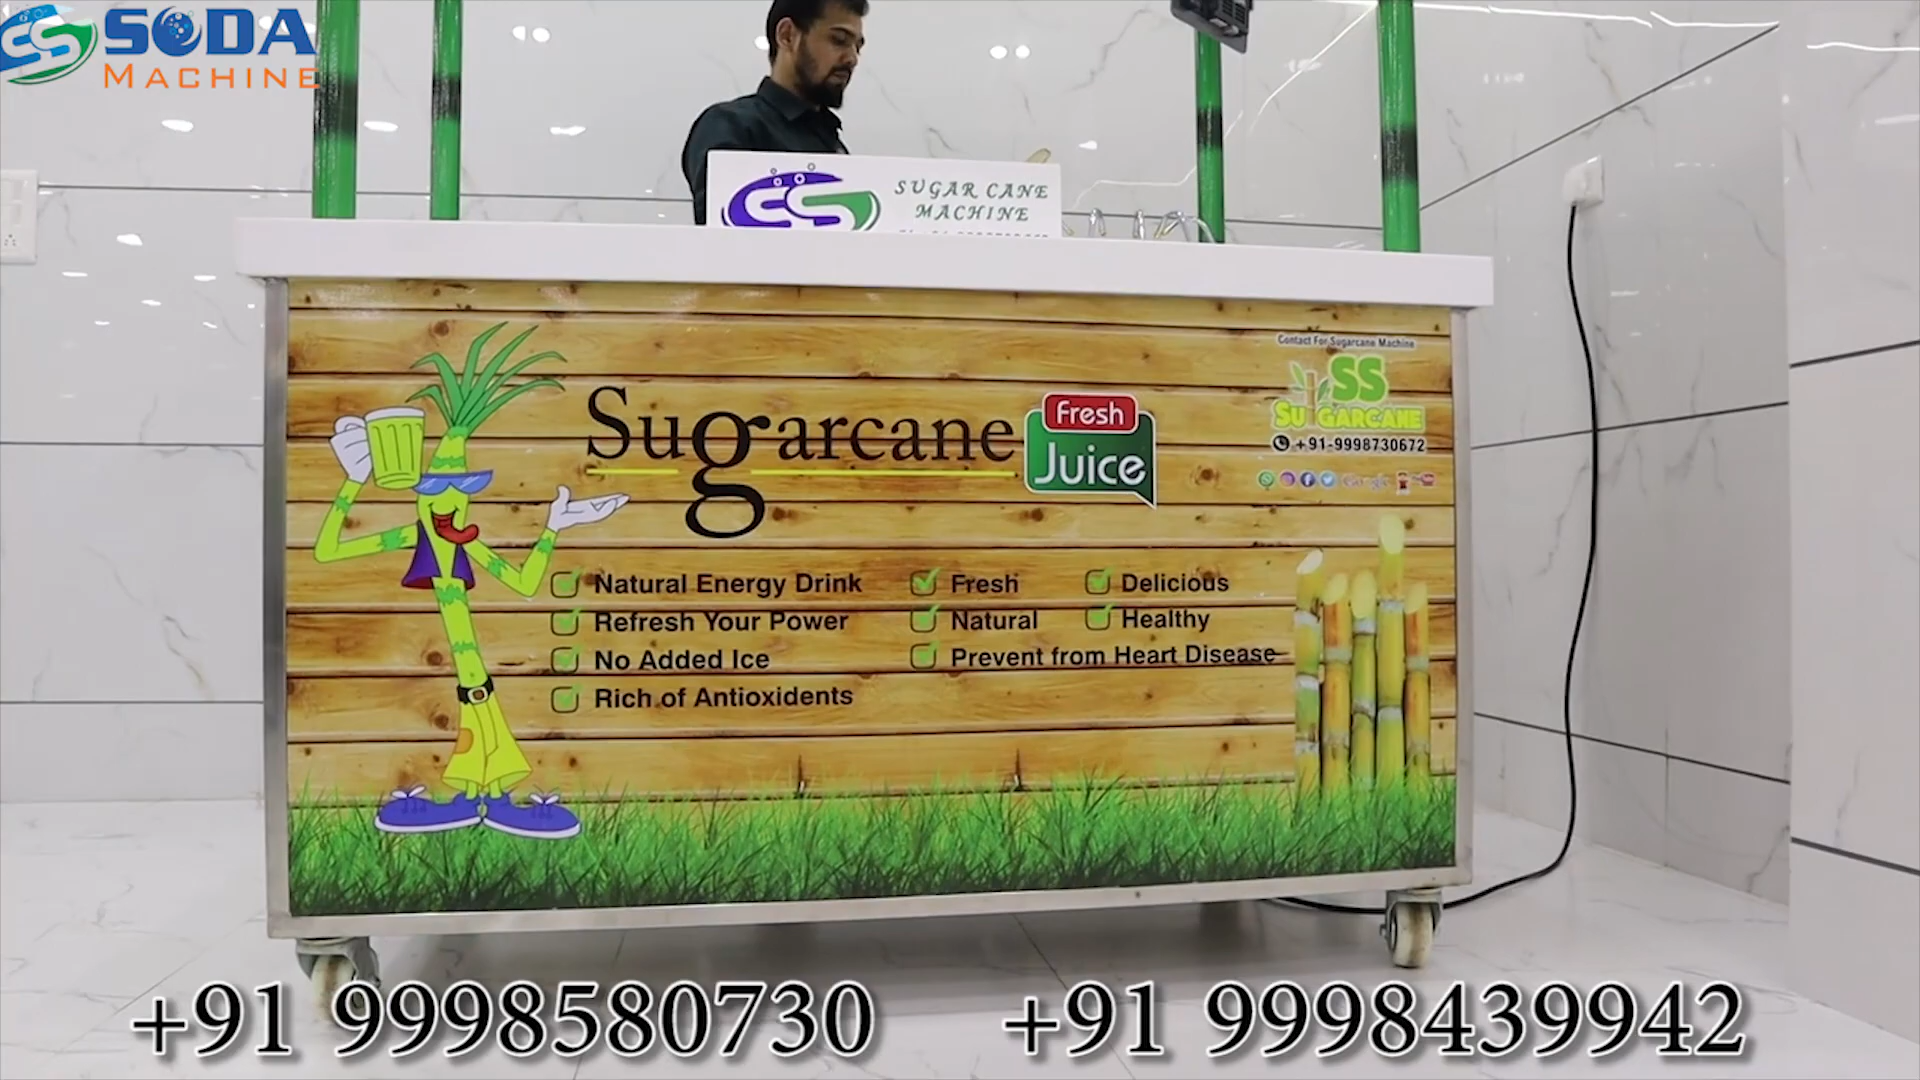 SODA
MACHINE
SUGAR CANE
MACHINE
Contact For Sugarcane Machine
SS
SUGARCANE
+91-9998730672
Google
Sugarcane
Fresh
Juice
Natural Energy Drink
Fresh
Delicious
Refresh Your Power
Natural
Healthy
No Added Ice
Prevent from Heart Disease
Rich of Antioxidents
+91 9998580730
+91 9998439942